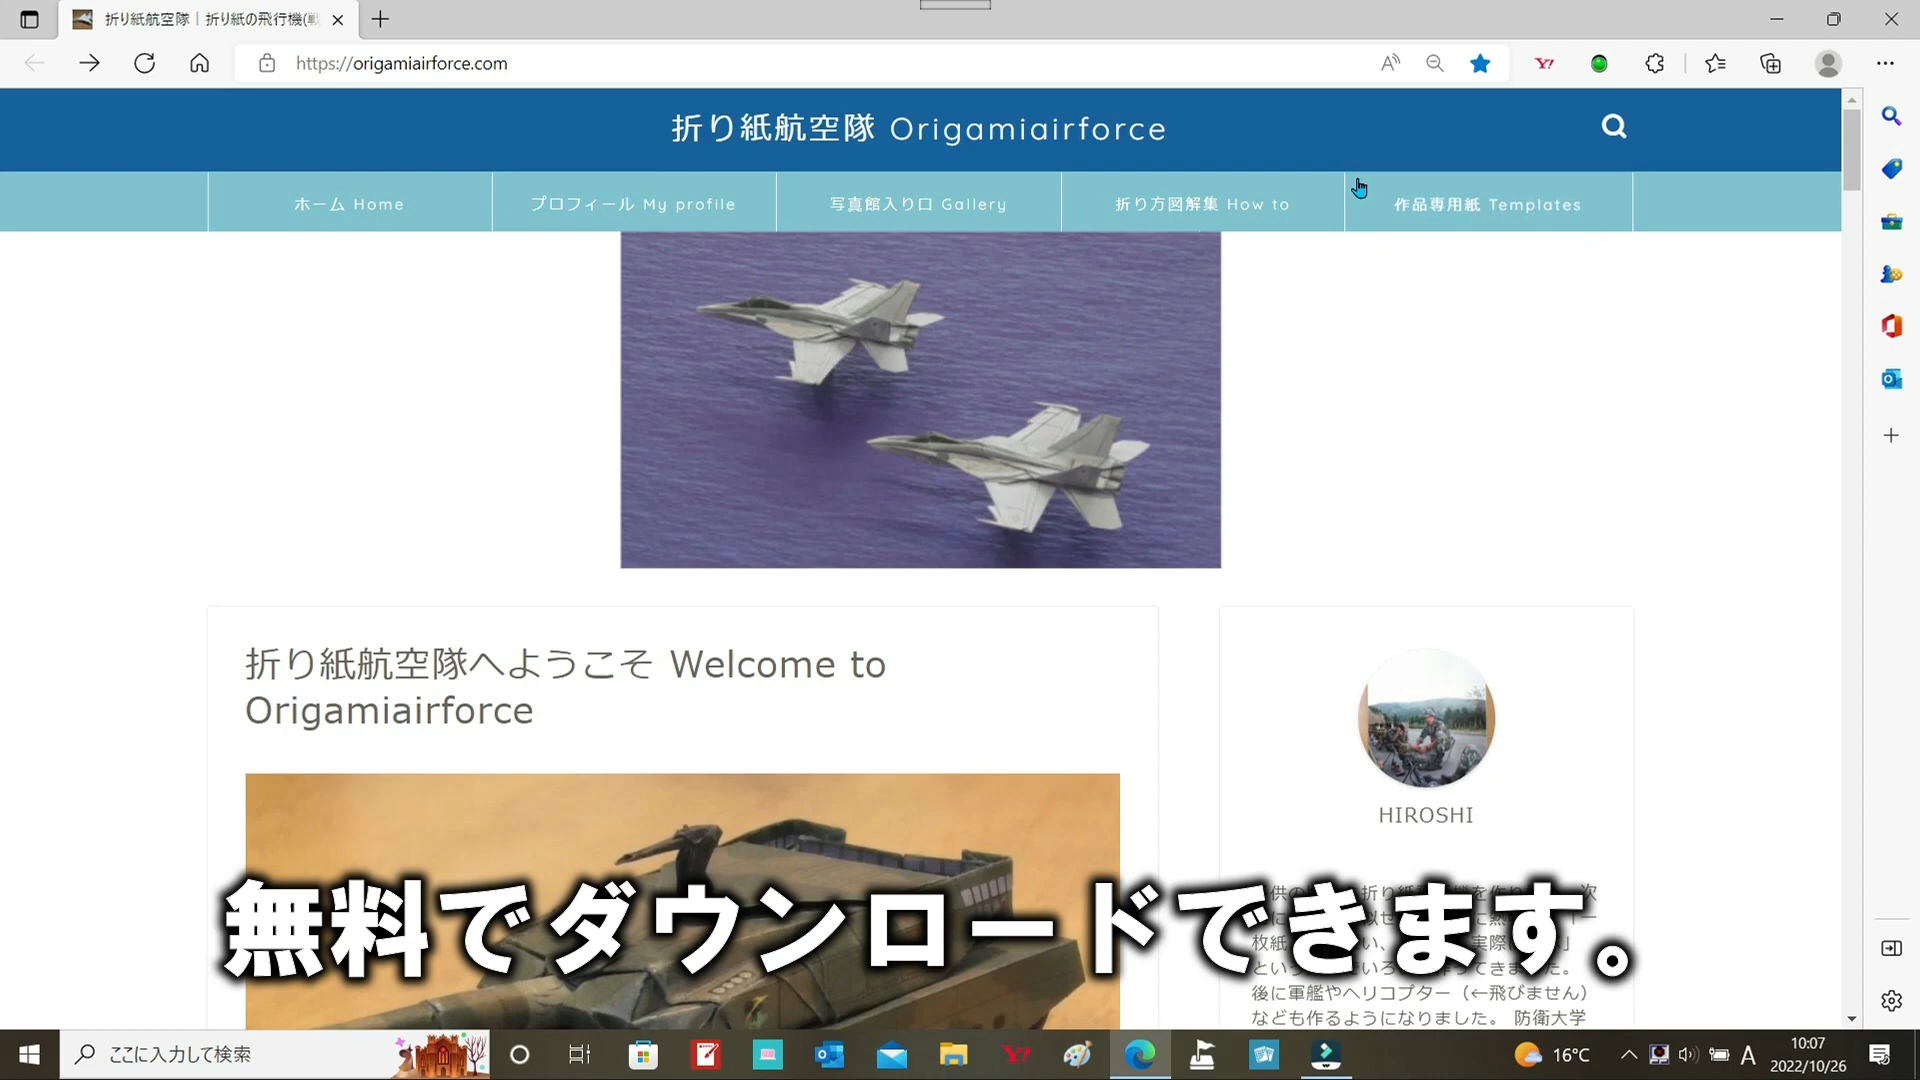 折り紙航空隊｜折り紙の飛行機(戦
https://origamiairforce.com
折り紙航空隊 Origamiairforce
ホーム Home
プロフィール My profile
写真館入り口 Gallery
折り方図解集 How to
作品専用紙 Templates
折り紙航空隊へようこそ Welcome to
Origamiairforce
HIROSHI
無料でダウンロードできます。
後に軍艦やヘリコプター（←飛びません）
なども作るようになりました。 防衛大学
ここに入力して検索
16°C
A
10:07
2022/10/26